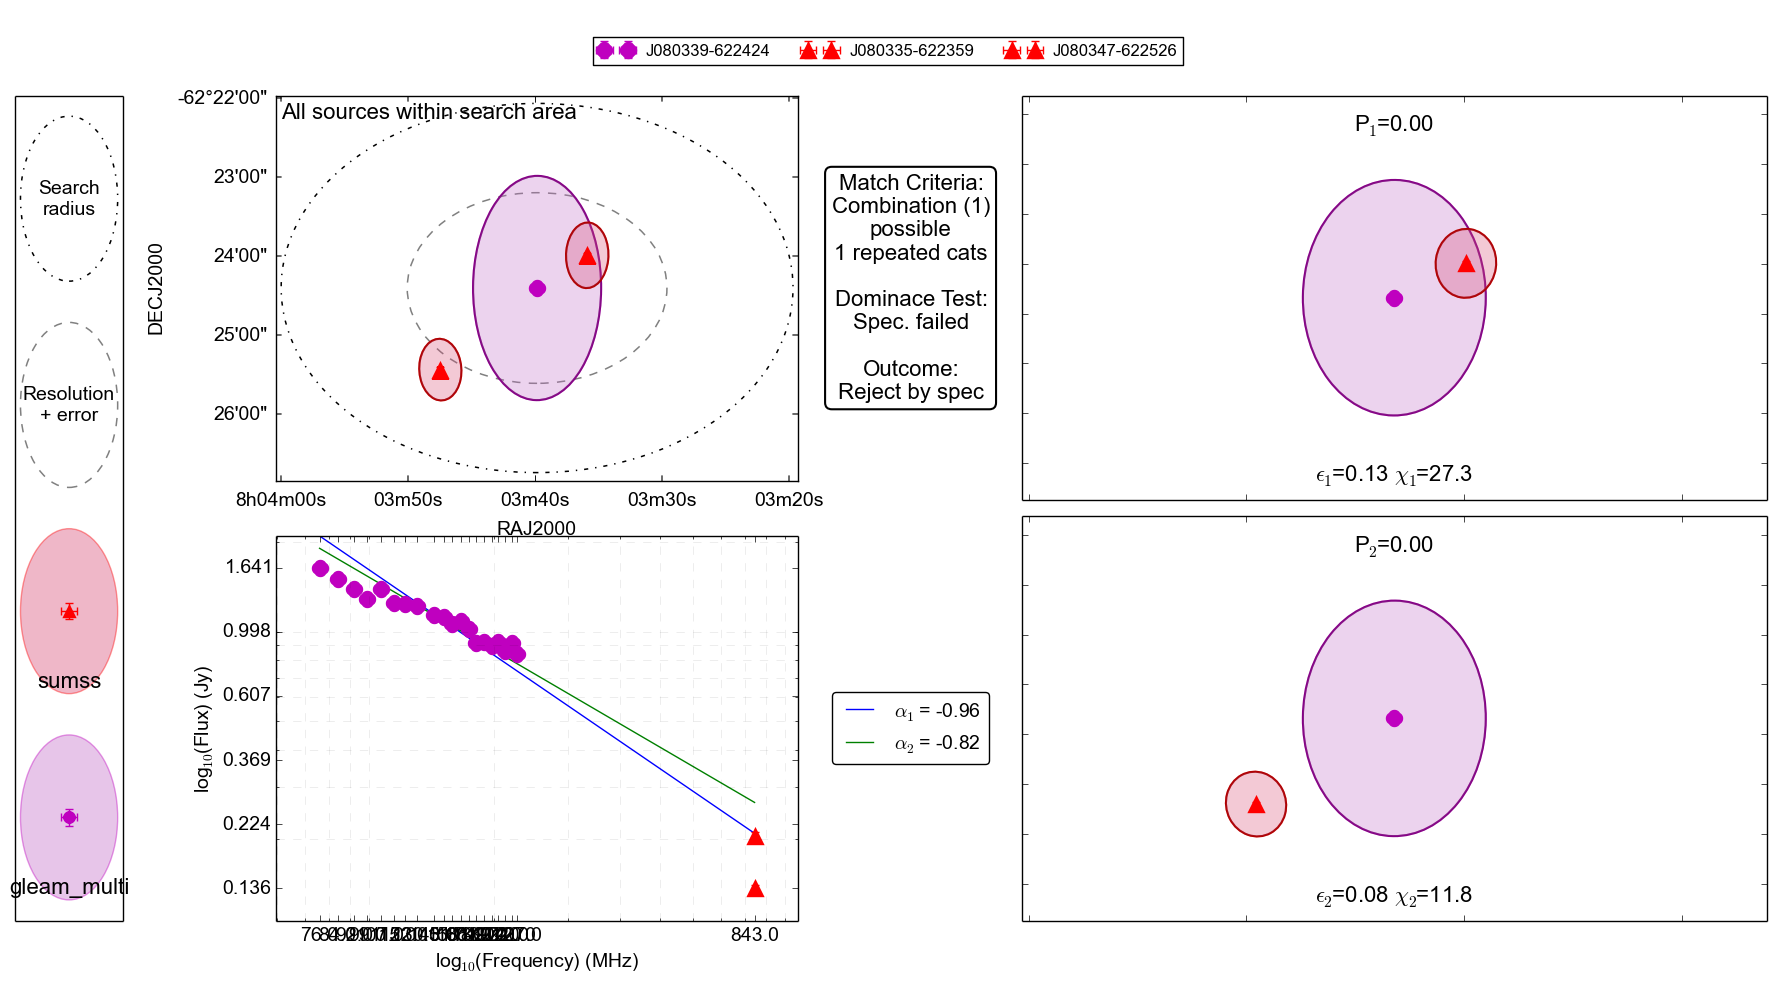 J080339-622424 J080335-622359 J080347-622526
Search
radius
Resolution
+ error
sumss
gleam_multi
All sources within search area
-62°22'00"
23'00"
24'00"
25'00"
26'00"
DECJ2000
8h04m00s 03m50s 03m40s 03m30s 03m20s
RAJ2000
Match Criteria:
Combination (1)
possible
1 repeated cats
Dominace Test:
Spec. failed
Outcome:
Reject by spec
P1=0.00
ϵ1=0.13 χ1=27.3
1.641
0.998
0.607
0.369
0.224
0.136
log10(Flux) (Jy)
843.0
log10(Frequency) (MHz)
α1 = -0.96
α2 = -0.82
P2=0.00
ϵ2=0.08 χ2=11.8